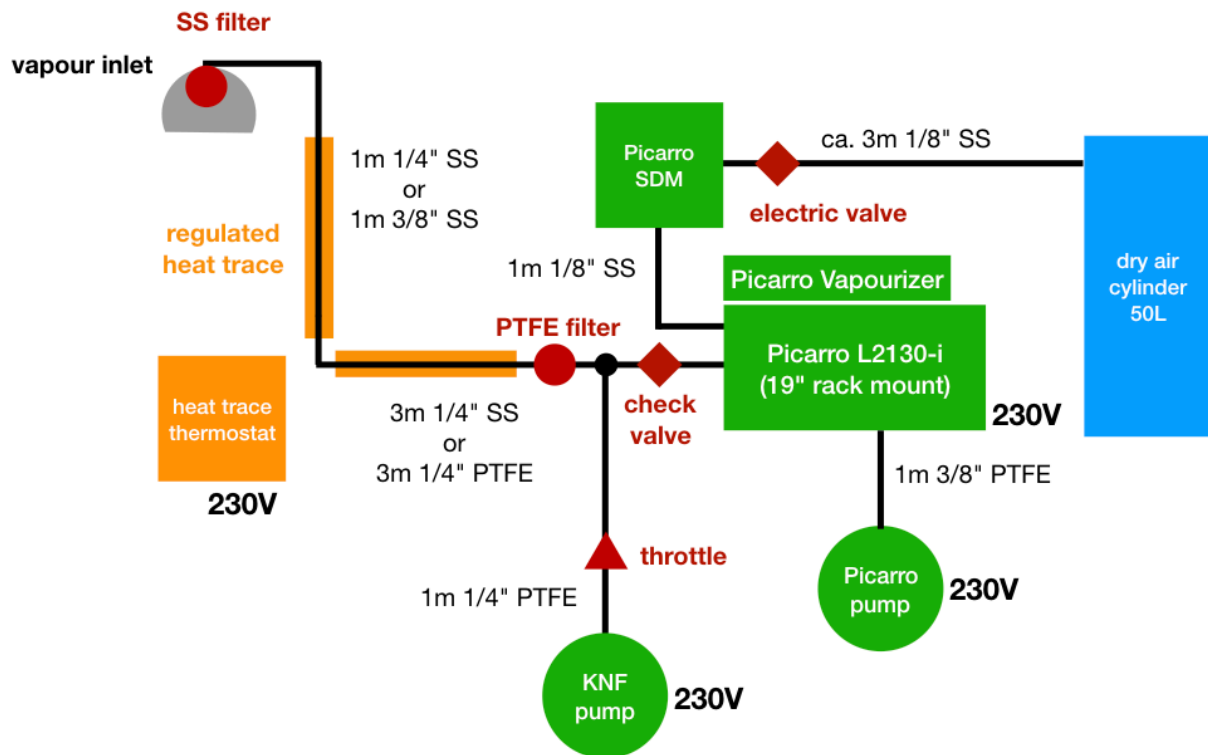 SS filter
vapour inlet
1m 1/4" SS
or
1m 3/8" SS
regulated
heat trace
Picarro
SDM
ca. 3m 1/8" SS
electric valve
1m 1/8" SS
Picarro Vapourizer
dry air
cylinder
50L
PTFE filter
Picarro L2130-i
(19" rack mount)
230V
heat trace
thermostat
230V
3m 1/4" SS
or
3m 1/4" PTFE
check
valve
1m 3/8" PTFE
throttle
1m 1/4" PTFE
Picarro
pump
230V
KNF
pump
230V